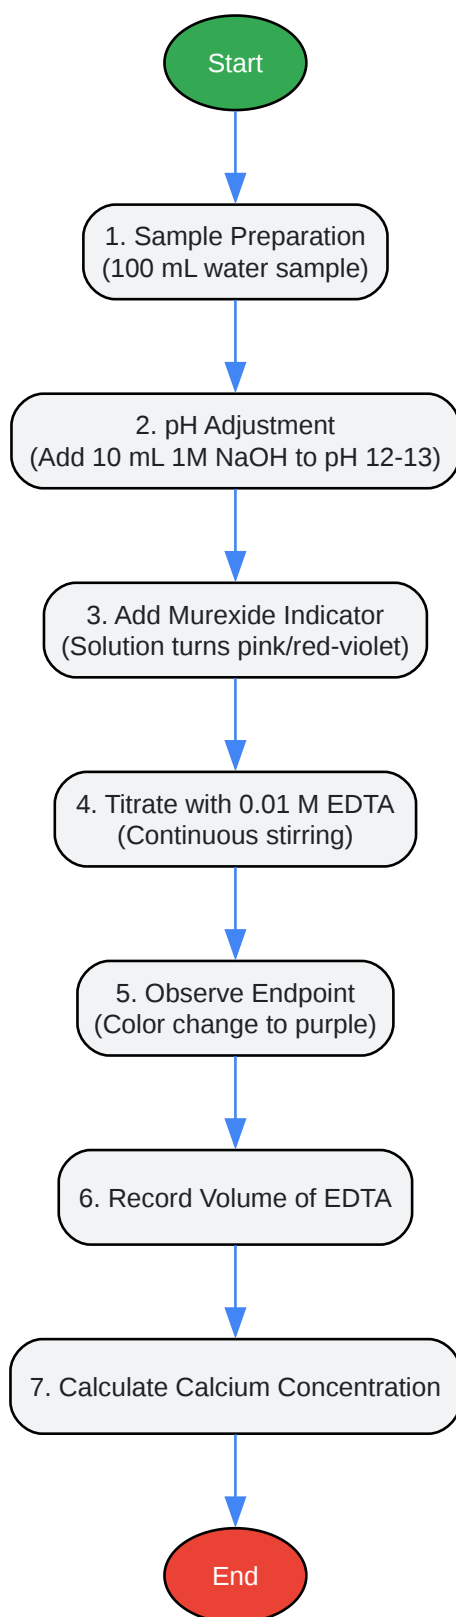 Start
1. Sample Preparation
(100 mL water sample)
2. pH Adjustment
(Add 10 mL 1M NaOH to pH 12-13)
3. Add Murexide Indicator
(Solution turns pink/red-violet)
4. Titrate with 0.01 M EDTA
(Continuous stirring)
5. Observe Endpoint
(Color change to purple)
6. Record Volume of EDTA
7. Calculate Calcium Concentration
End